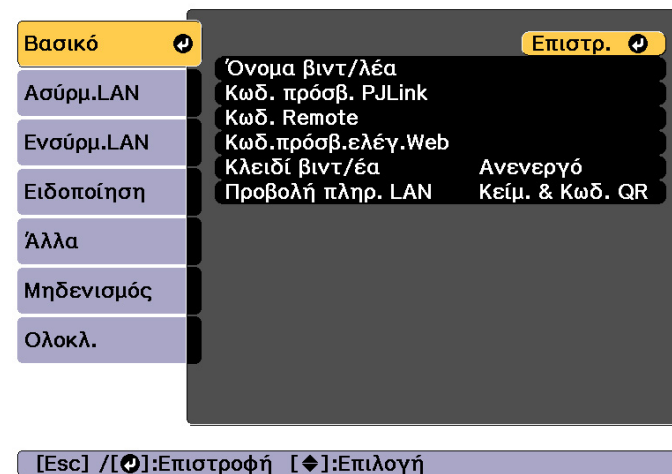 Βασικό
Επιστρ.
Ασύρμ.LAN
Ενσύρμ.LAN
Ειδοποίηση
Άλλα
Μηδενισμός
Ολοκλ.
Όνομα βιντ/λέα
Κωδ. πρόσβ. PJLink
Κωδ. Remote
Κωδ.πρόσβ.ελέγ.Web
Κλειδί βιντ/έα Ανενεργό
Προβολή πληρ. LAN Κείμ. & Κωδ. QR
[Esc] /[ ]:Επιστροφή [ ]:Επιλογή